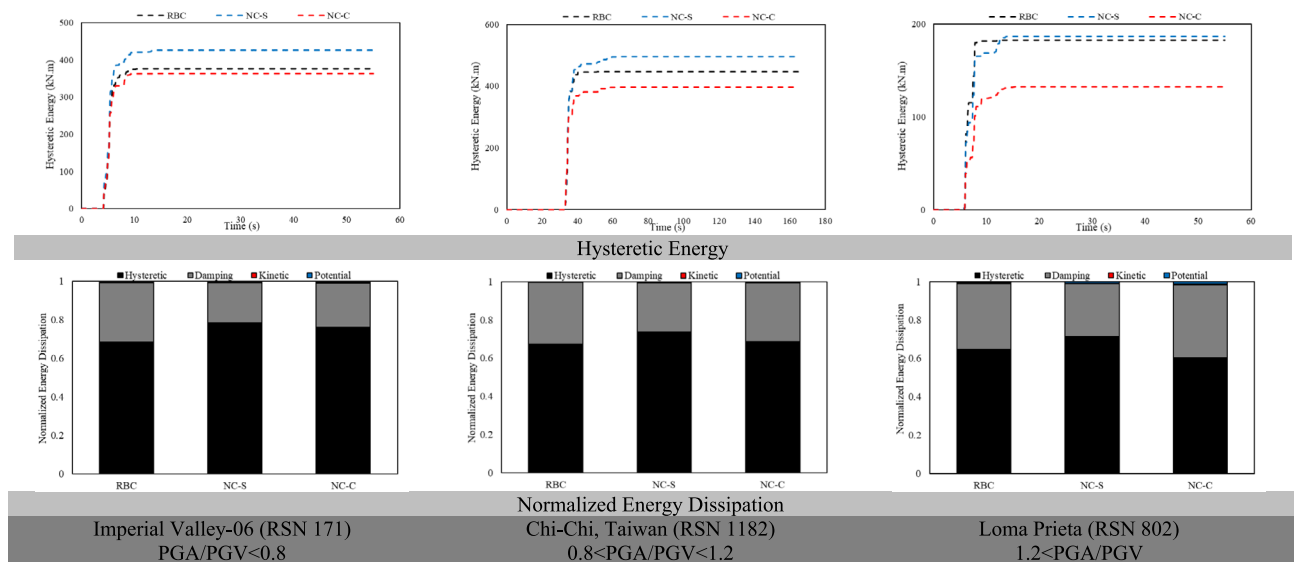 RBC NC-S NC-C
500
400
300
200
100
0
Hysteretic Energy (kN.m)
0 10 20 30 40 50 60
Time (s)
RBC NC-S NC-C
600
400
200
0
Hysteretic Energy (kN.m)
0 20 40 60 80 100 120 140 160 180
Time (s)
RBC NC-S NC-C
200
100
0
Hysteretic Energy (kN.m)
0 10 20 30 40 50 60
Time (s)
Hysteretic Energy
Hysteretic Damping Kinetic Potential
1
0.8
0.6
0.4
0.2
0
Normalized Energy Dissipation
RBC NC-S NC-C
Hysteretic Damping Kinetic Potential
1
0.8
0.6
0.4
0.2
0
Normalized Energy Dissipation
RBC NC-S NC-C
Hysteretic Damping Kinetic Potential
1
0.8
0.6
0.4
0.2
0
Normalized Energy Dissipation
RBC NC-S NC-C
Normalized Energy Dissipation
Imperial Valley-06 (RSN 171) Chi-Chi, Taiwan (RSN 1182) Loma Prieta (RSN 802)
PGA/PGV<0.8 0.8<PGA/PGV<1.2 1.2<PGA/PGV